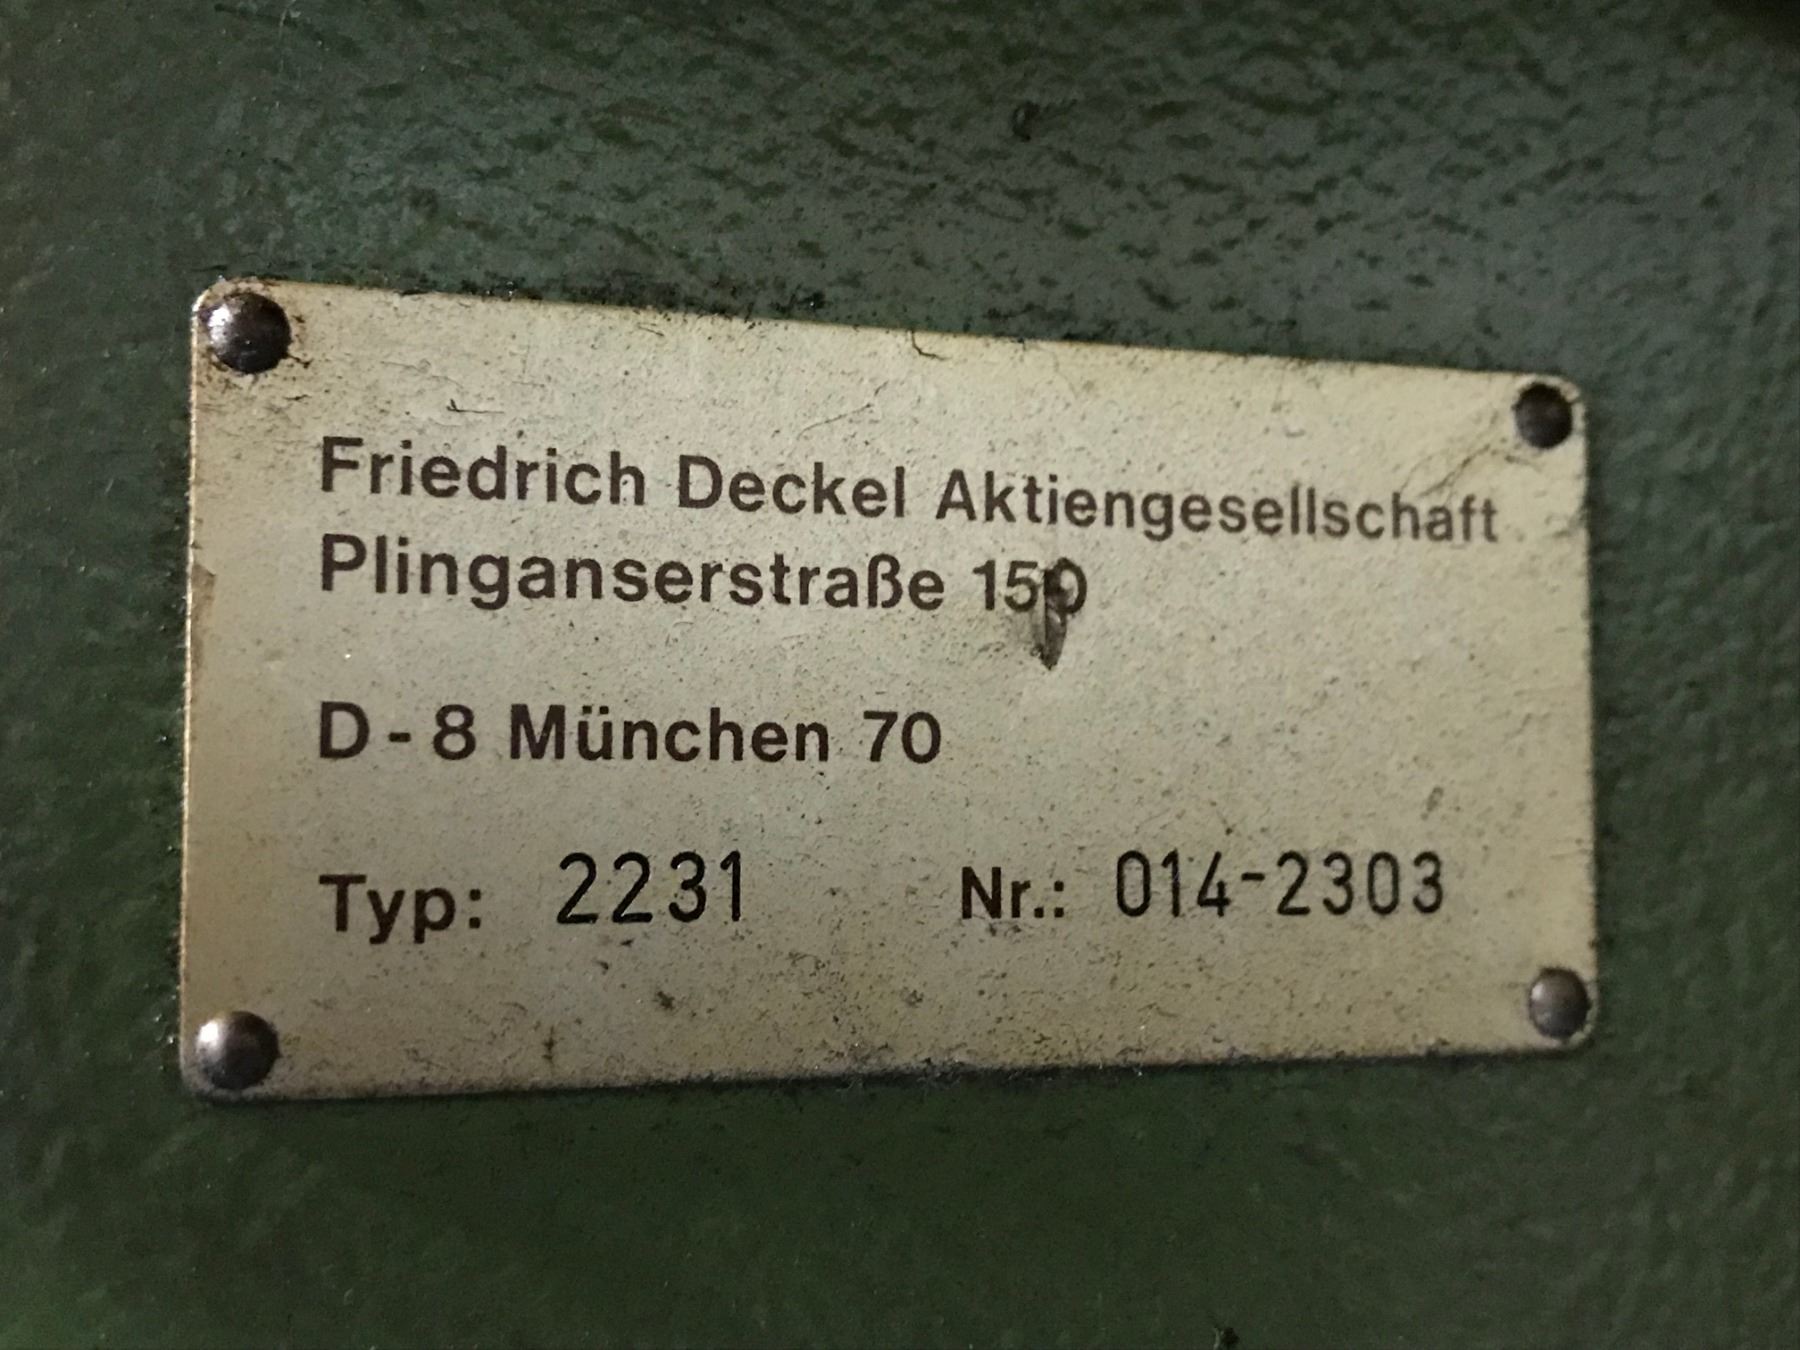 Friedrich Deckel Aktiengesellschaft
Plinganserstraße 150
D-8 München 70
Typ: 2231 Nr.: 014-2303